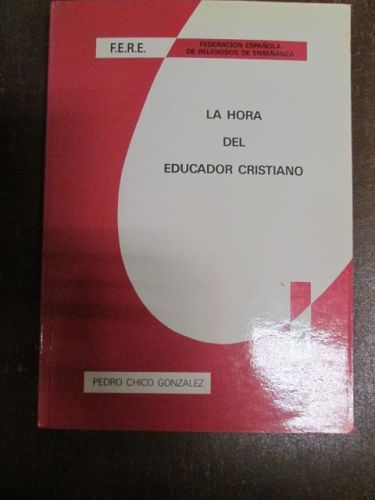 F.E.R.E.
FEDERACION ESPAÑOLA
DE RELIGIOSOS DE ENSEÑANZA
LA HORA
DEL
EDUCADOR CRISTIANO
PEDRO CHICO GONZALEZ